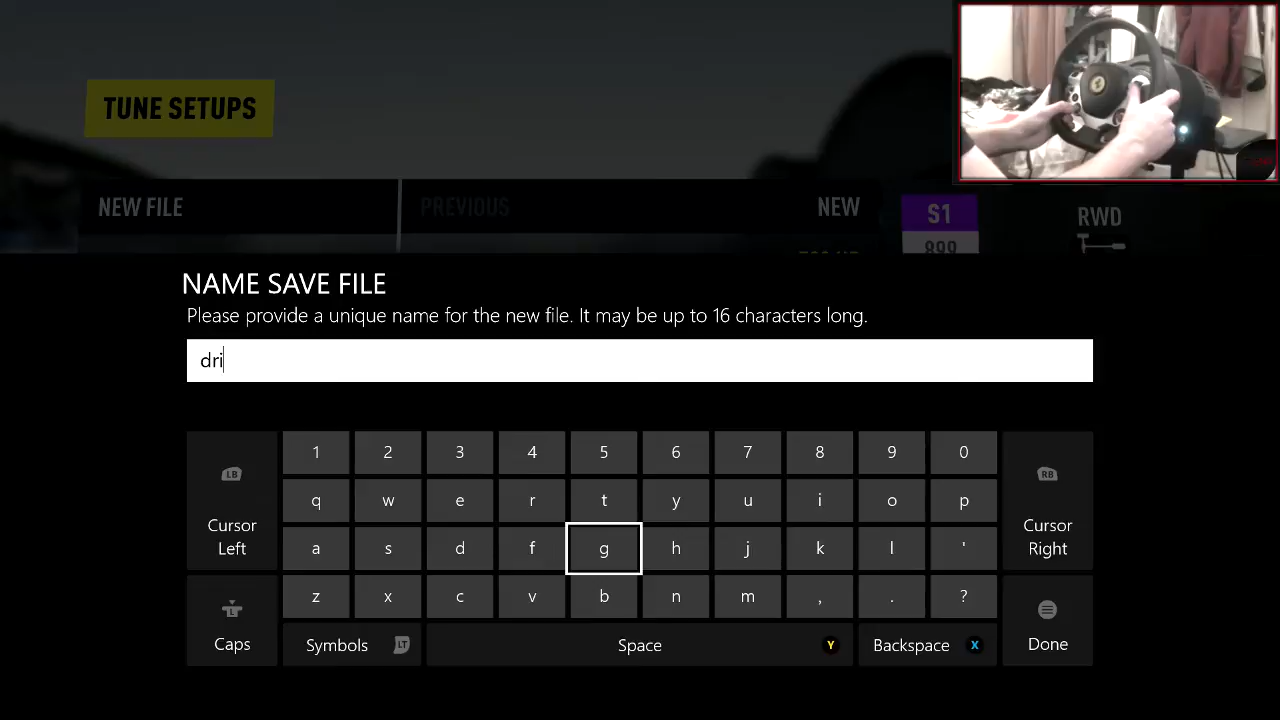 TUNE SETUPS
NEW FILE
PREVIOUS
NEW
S1
RWD
899
NAME SAVE FILE
Please provide a unique name for the new file. It may be up to 16 characters long.
dri
LB
Cursor
Left
1 2 3 4 5 6 7 8 9 0
q w e r t y u i o p
a s d f g h j k l '
z x c v b n m , . ?
RB
Cursor
Right
L
Caps
Symbols LT
Space Y
Backspace X
Done